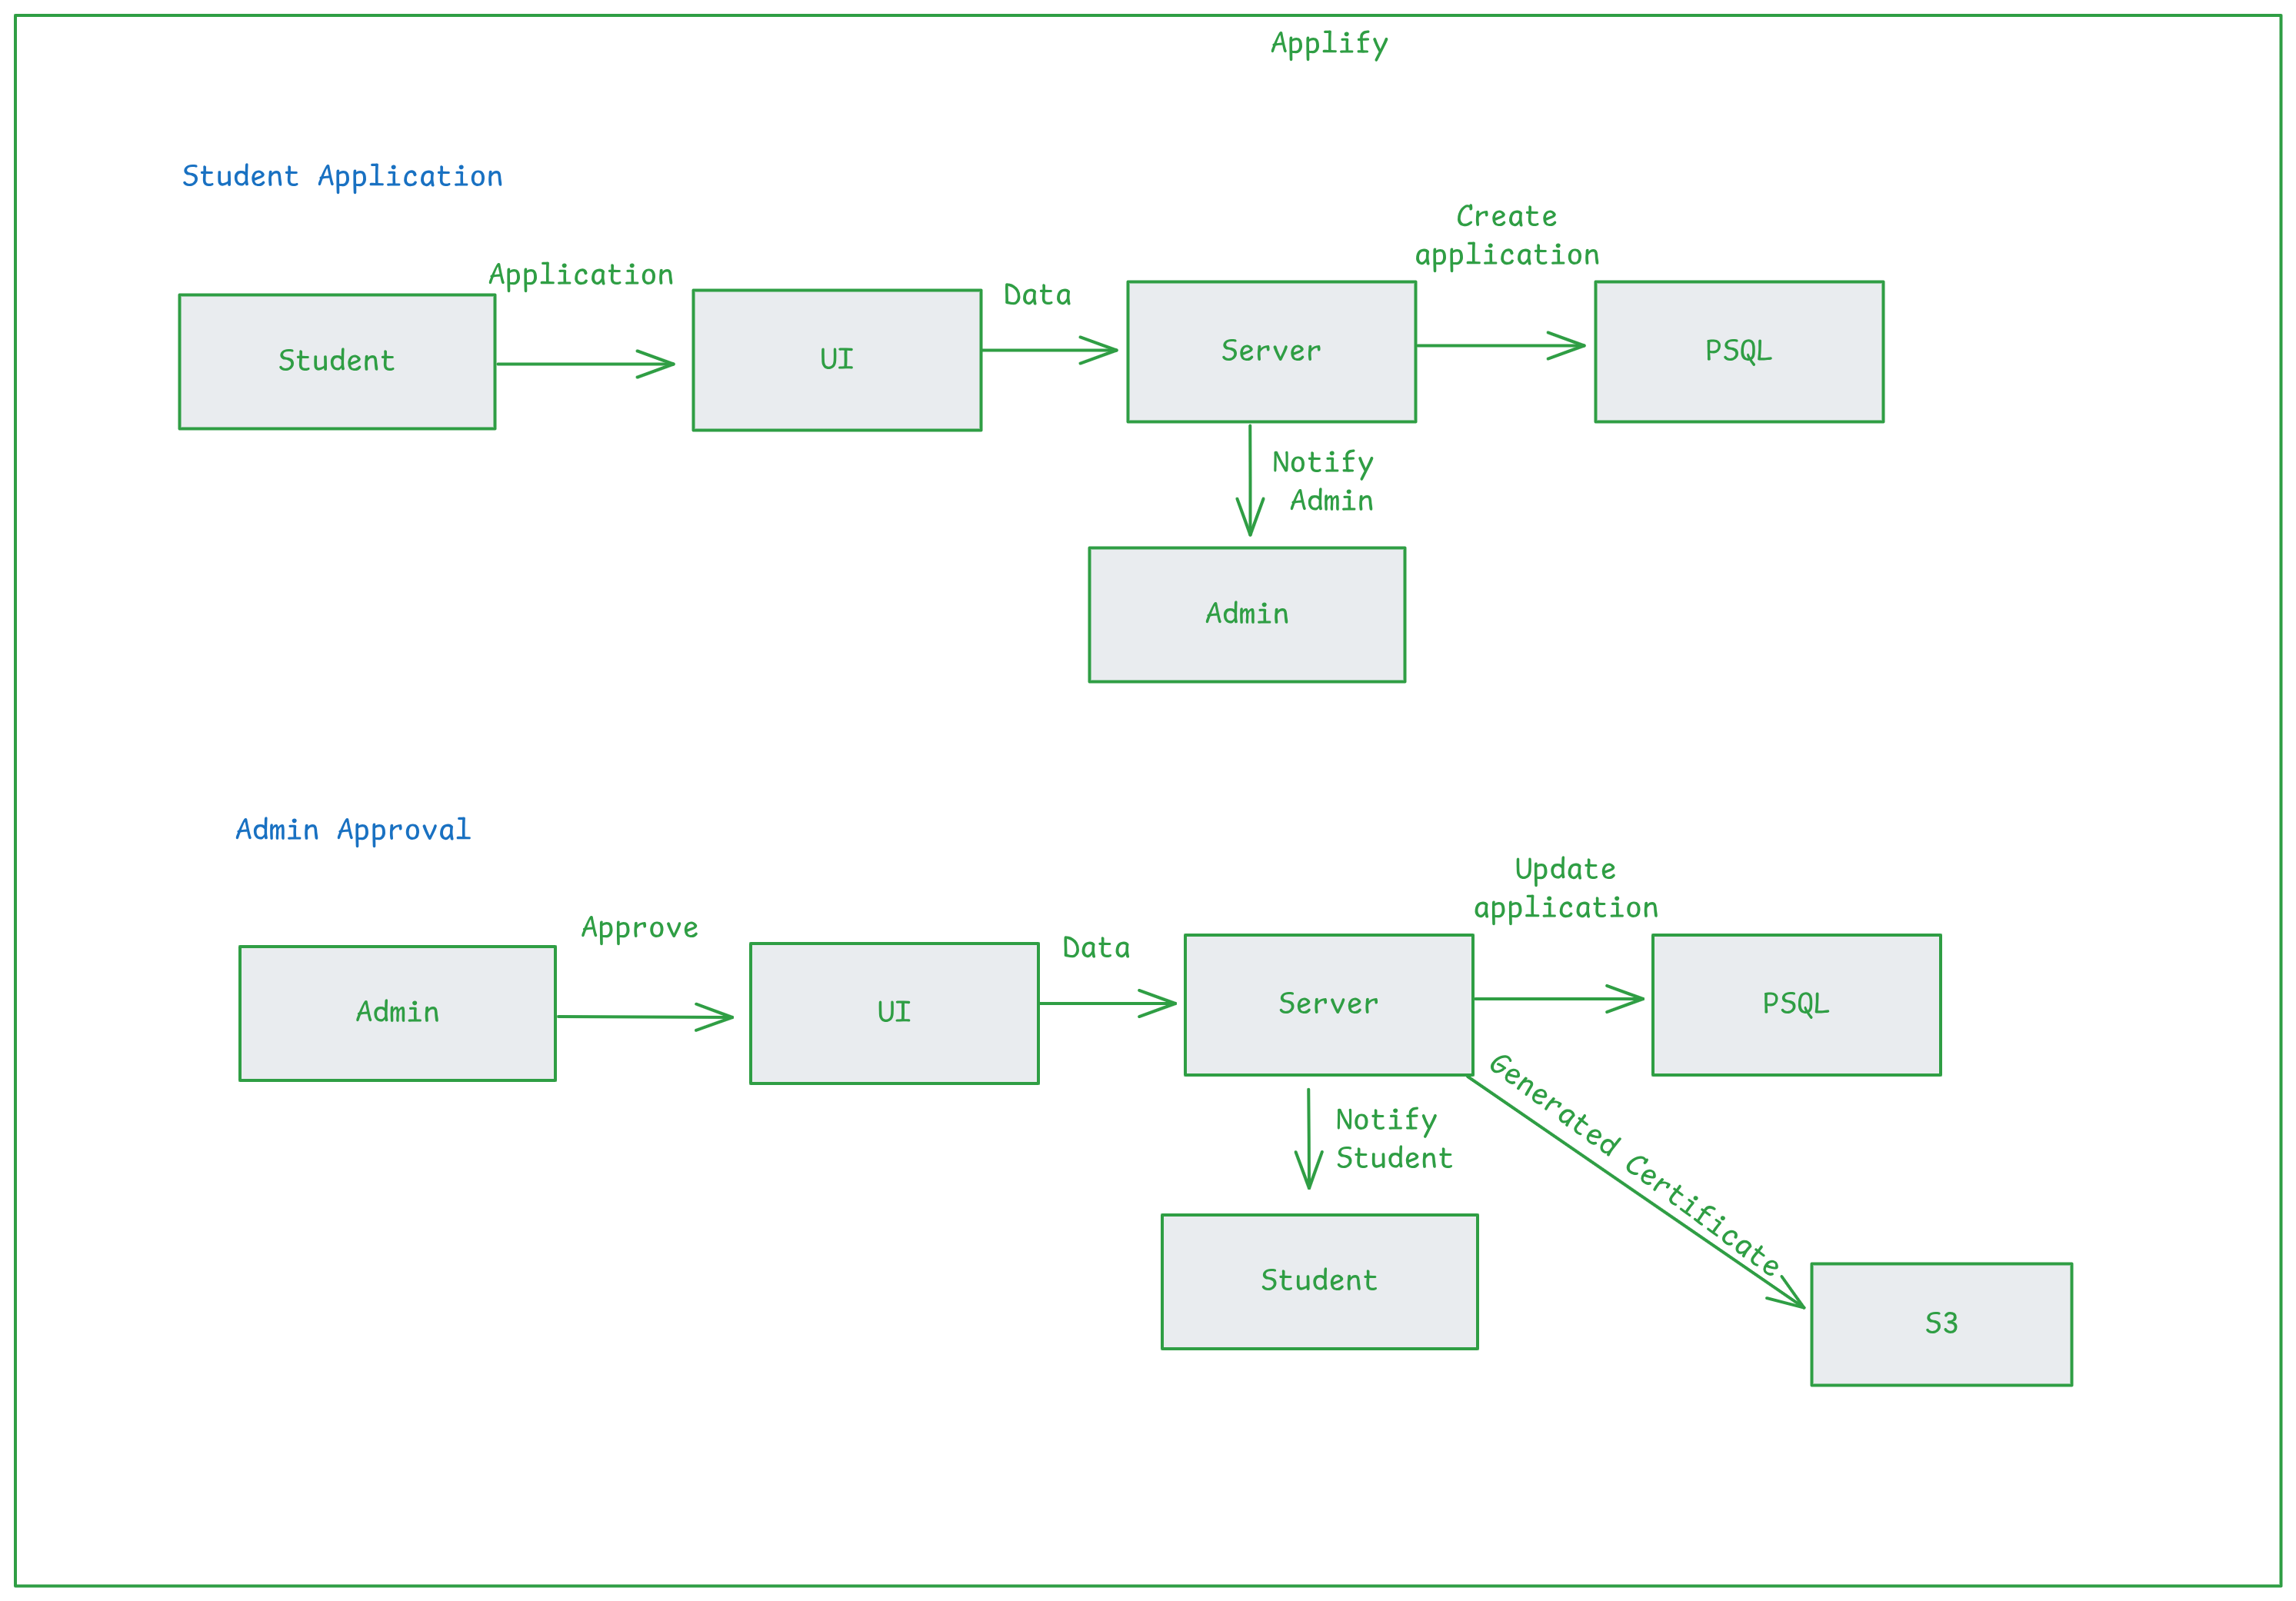 Applify
Student Application
Application
Data
Create
application
Student
UI
Server
PSQL
Notify
Admin
Admin
Admin Approval
Approve
Data
Update
application
Admin
UI
Server
PSQL
Notify
Student
Generated Certificate
Student
S3